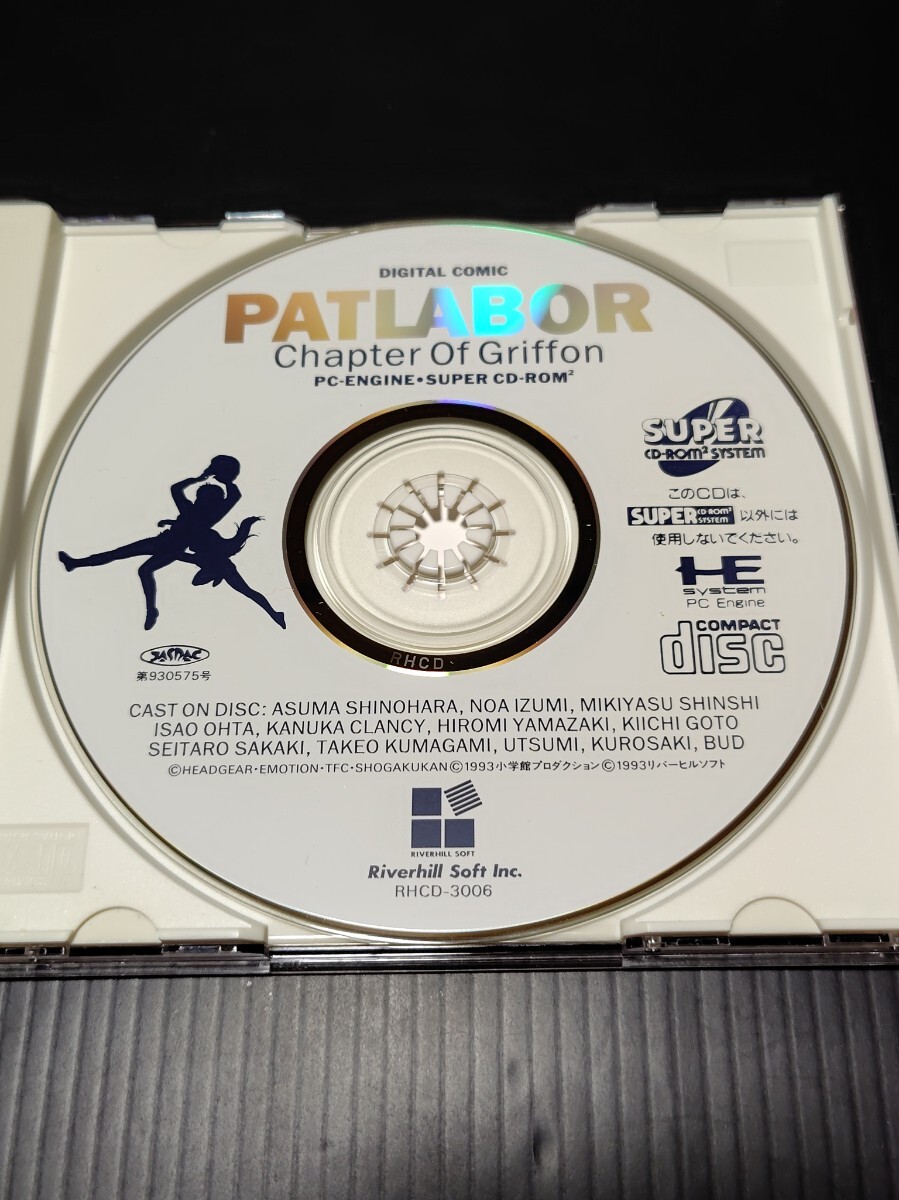 DIGITAL COMIC
PATLABOR
Chapter Of Griffon
PC-ENGINE・SUPER CD-ROM²
SUPER
CD-ROM² SYSTEM
このCDは、
SUPER CD ROM² SYSTEM 以外には
使用しないでください。
HE
system
PC Engine
COMPACT
disc
RHCD
JASRAC
第930575号
CAST ON DISC: ASUMA SHINOHARA, NOA IZUMI, MIKIYASU SHINSHI
ISAO OHTA, KANUKA CLANCY, HIROMI YAMAZAKI, KIICHI GOTO
SEITARO SAKAKI, TAKEO KUMAGAMI, UTSUMI, KUROSAKI, BUD
©HEADGEAR・EMOTION・TFC・SHOGAKUKAN©1993小学館プロダクション©1993リバーヒルソフト
RIVERHILL SOFT
Riverhill Soft Inc.
RHCD-3006